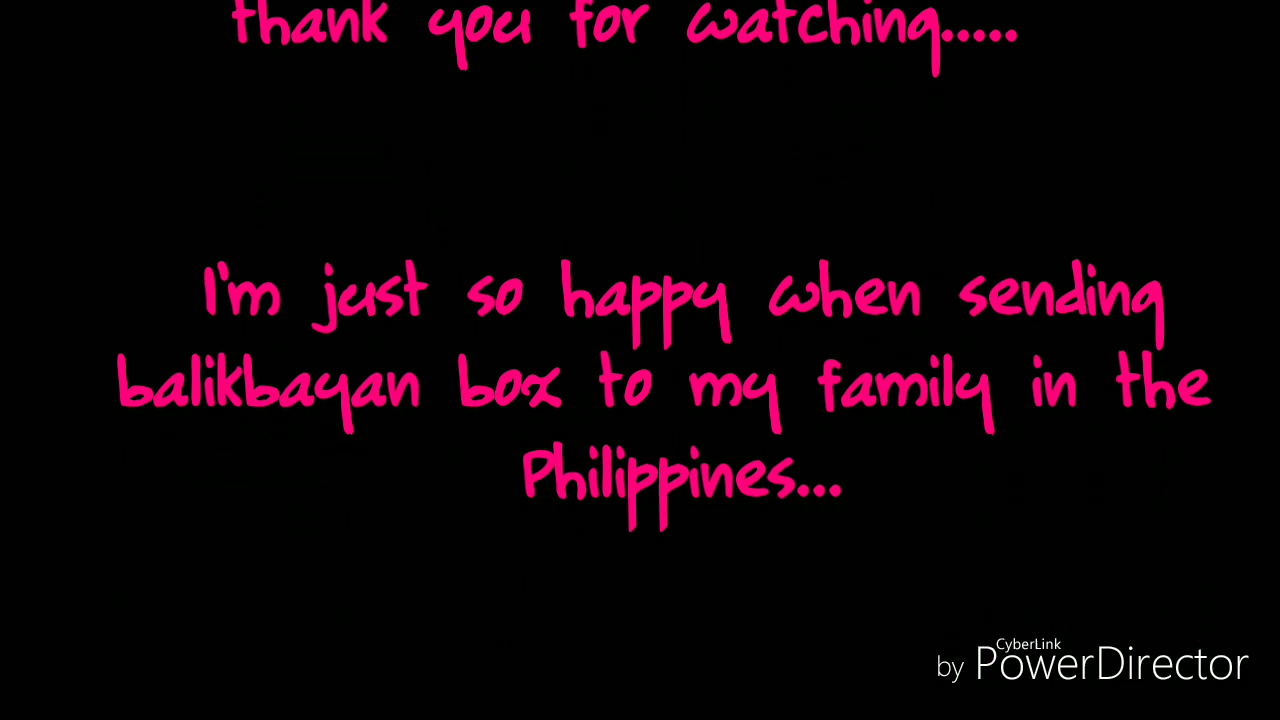 thank you for watching.....
I'm just so happy when sending
balikbayan box to my family in the
Philippines...
CyberLink
by PowerDirector